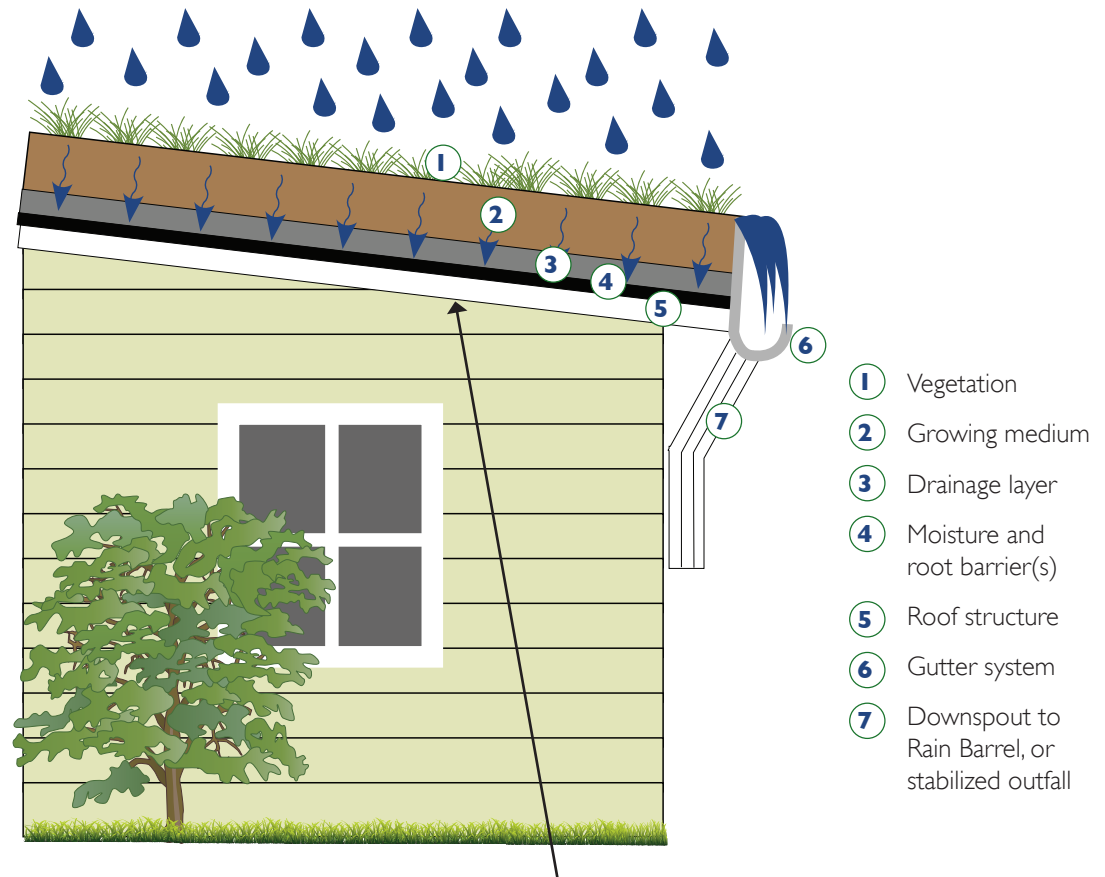 1
2
3
4
5
6
7
1 Vegetation
2 Growing medium
3 Drainage layer
4 Moisture and
root barrier(s)
5 Roof structure
6 Gutter system
7 Downspout to
Rain Barrel, or
stabilized outfall